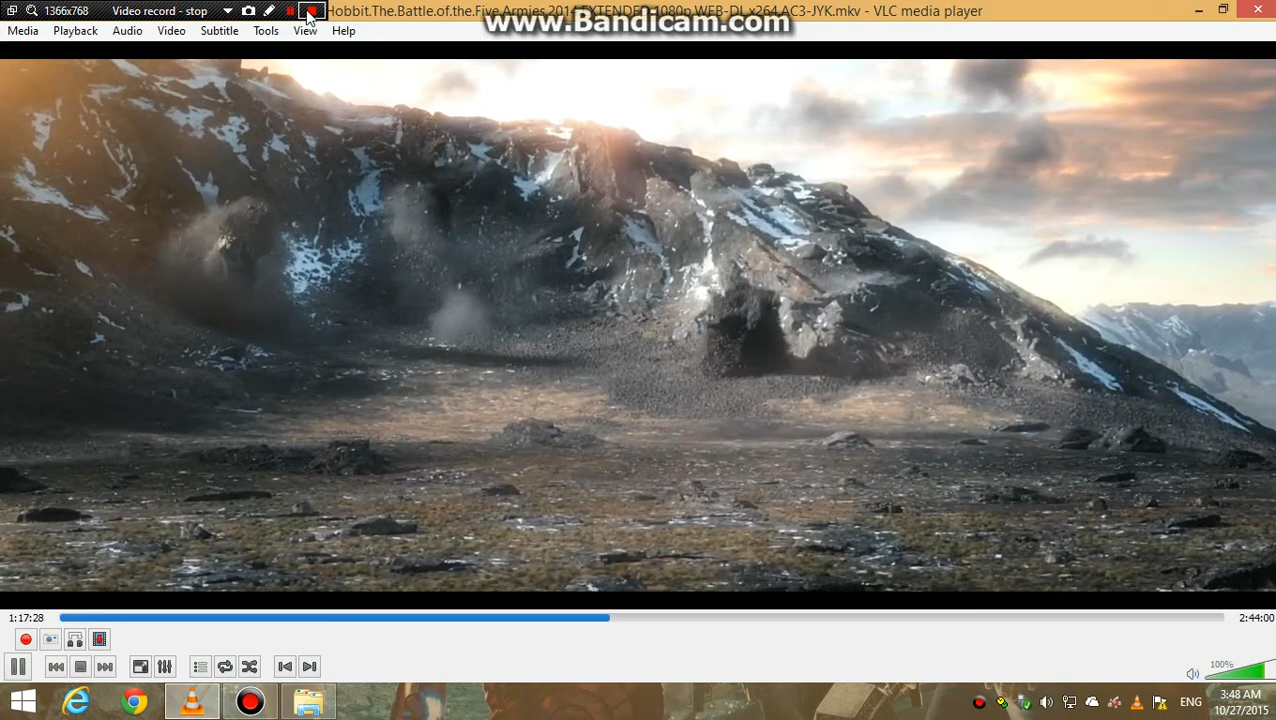 1366x768 Video record - stop lobbit.The.Battle.of.the.Five.Armies.2014.EXTENDED.1080p.WEB-DL.x264.AC3-JYK.mkv - VLC media player
www.Bandicam.com
Media Playback Audio Video Subtitle Tools View Help
1:17:28 2:44:00
100%
ENG
3:48 AM
10/27/2015